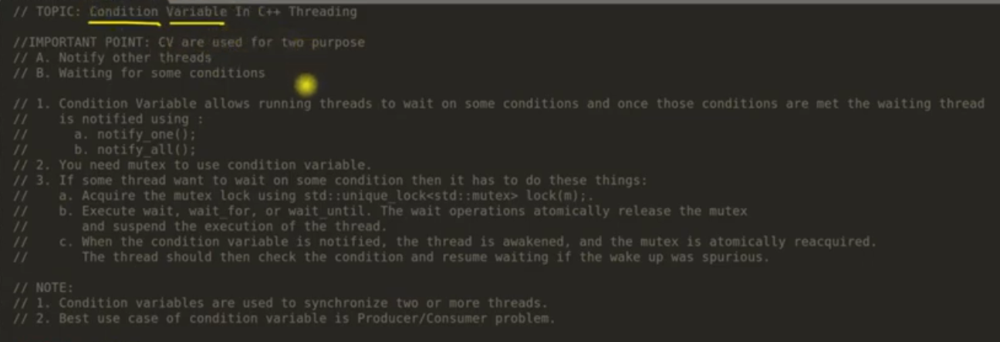 // TOPIC: Condition Variable In C++ Threading
//IMPORTANT POINT: CV are used for two purpose
// A. Notify other threads
// B. Waiting for some conditions
// 1. Condition Variable allows running threads to wait on some conditions and once those conditions are met the waiting thread
//    is notified using :
//      a. notify_one();
//      b. notify_all();
// 2. You need mutex to use condition variable.
// 3. If some thread want to wait on some condition then it has to do these things:
//    a. Acquire the mutex lock using std::unique_lock<std::mutex> lock(m);.
//    b. Execute wait, wait_for, or wait_until. The wait operations atomically release the mutex
//       and suspend the execution of the thread.
//    c. When the condition variable is notified, the thread is awakened, and the mutex is atomically reacquired.
//       The thread should then check the condition and resume waiting if the wake up was spurious.
// NOTE:
// 1. Condition variables are used to synchronize two or more threads.
// 2. Best use case of condition variable is Producer/Consumer problem.